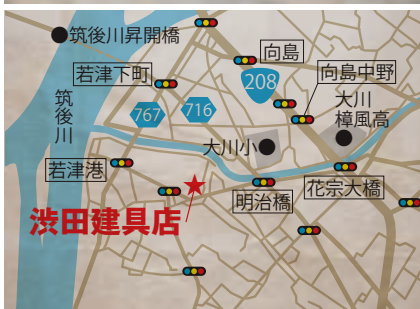 筑後川昇開橋
向島
若津下町
208
向島中野
767
716
大川
樟風高
筑後川
大川小
若津港
明治橋
花宗大橋
渋田建具店